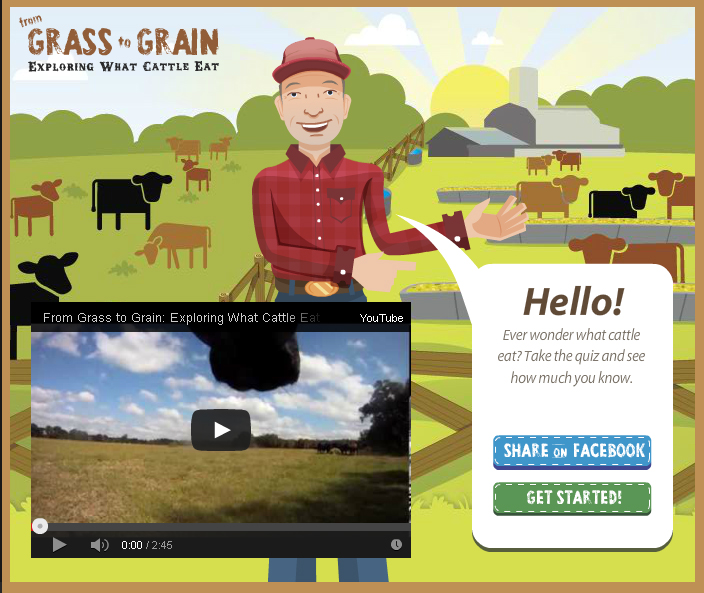 from
GRASS to GRAIN
EXPLORING WHAT CATTLE EAT
From Grass to Grain: Exploring What Cattle Eat
YouTube
0:00 / 2:45
Hello!
Ever wonder what cattle
eat? Take the quiz and see
how much you know.
SHARE ON FACEBOOK
GET STARTED!